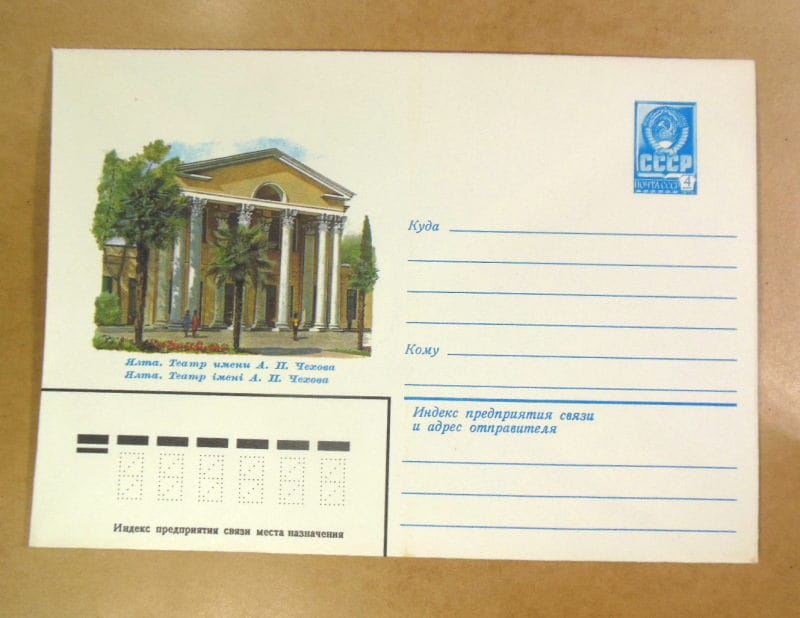 СССР
ПОЧТА СССР 4
Куда
Кому
Ялта. Театр имени А. П. Чехова
Ялта. Театр імені А. П. Чехова
Индекс предприятия связи
и адрес отправителя
Индекс предприятия связи места назначения